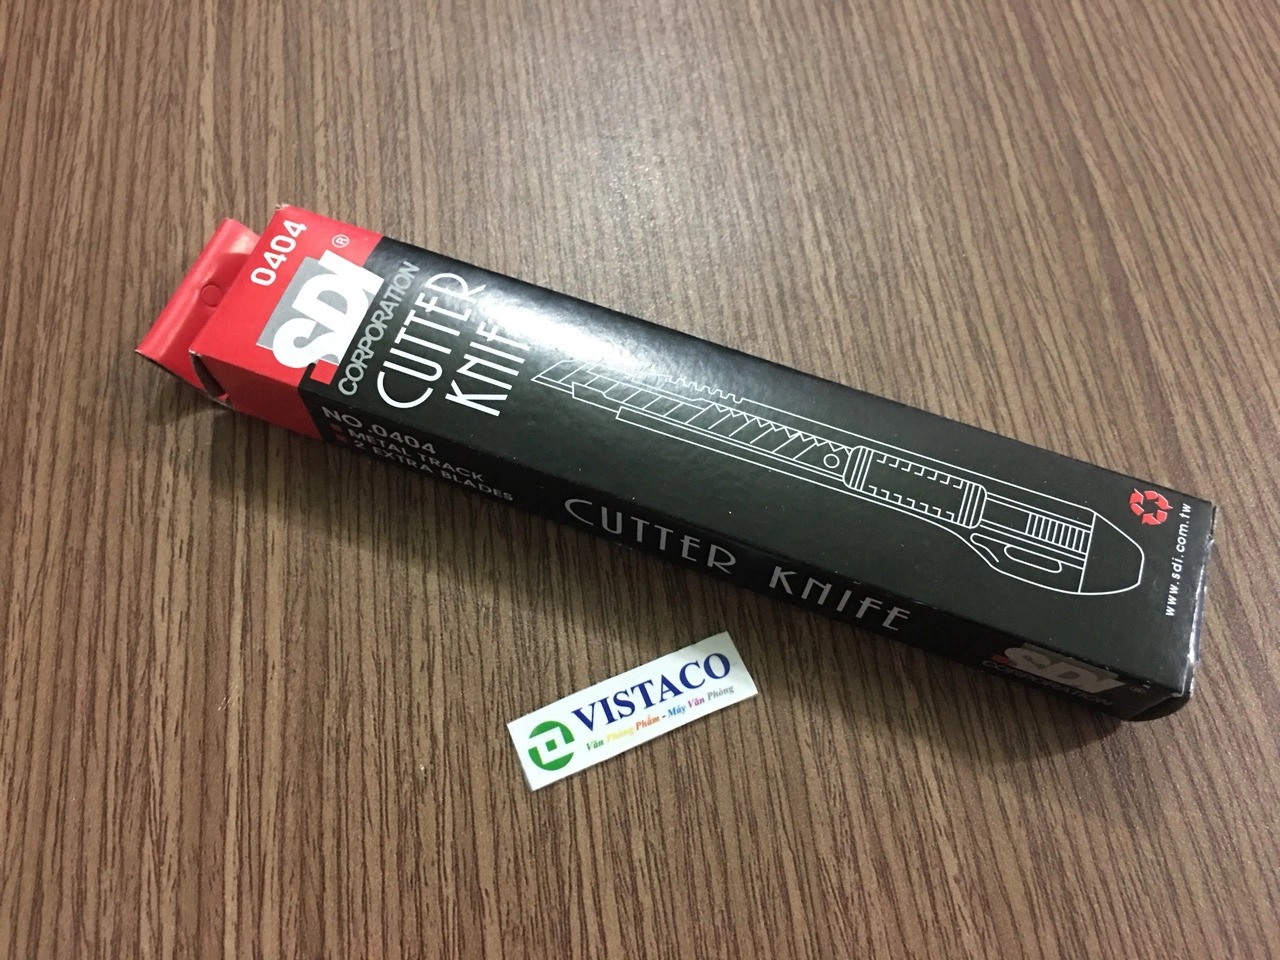 0404
SDI®
CORPORATION
CUTTER
KNIFE
NO.0404
METAL TRACK
2 EXTRA BLADES
CUTTER KNIFE
www.sdi.com.tw
SDI®
CORPORATION
VISTACO
Văn Phòng Phẩm - Máy Văn Phòng